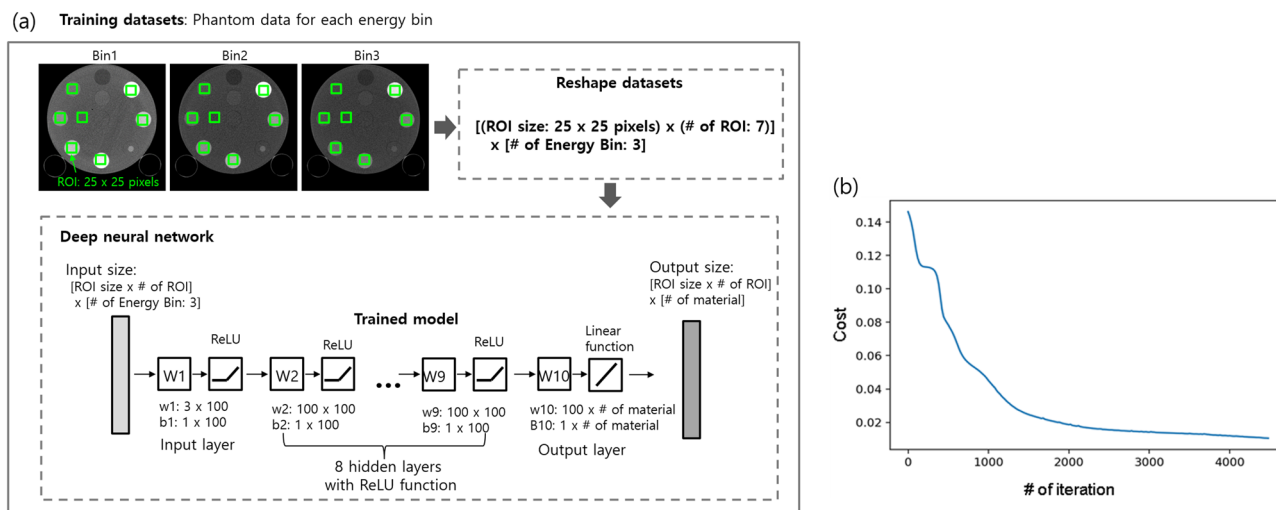 (a) Training datasets: Phantom data for each energy bin
Bin1 Bin2 Bin3
ROI: 25 x 25 pixels
Reshape datasets
[(ROI size: 25 x 25 pixels) x (# of ROI: 7)]
x [# of Energy Bin: 3]
Deep neural network
Input size:
[ROI size x # of ROI]
x [# of Energy Bin: 3]
Trained model
Output size:
[ROI size x # of ROI]
x [# of material]
W1
ReLU
W2
ReLU
...
W9
ReLU
W10
Linear
function
w1: 3 x 100
b1: 1 x 100
Input layer
w2: 100 x 100
b2: 1 x 100
w9: 100 x 100
b9: 1 x 100
8 hidden layers
with ReLU function
w10: 100 x # of material
B10: 1 x # of material
Output layer
(b)
Cost
0.14
0.12
0.10
0.08
0.06
0.04
0.02
0 1000 2000 3000 4000
# of iteration